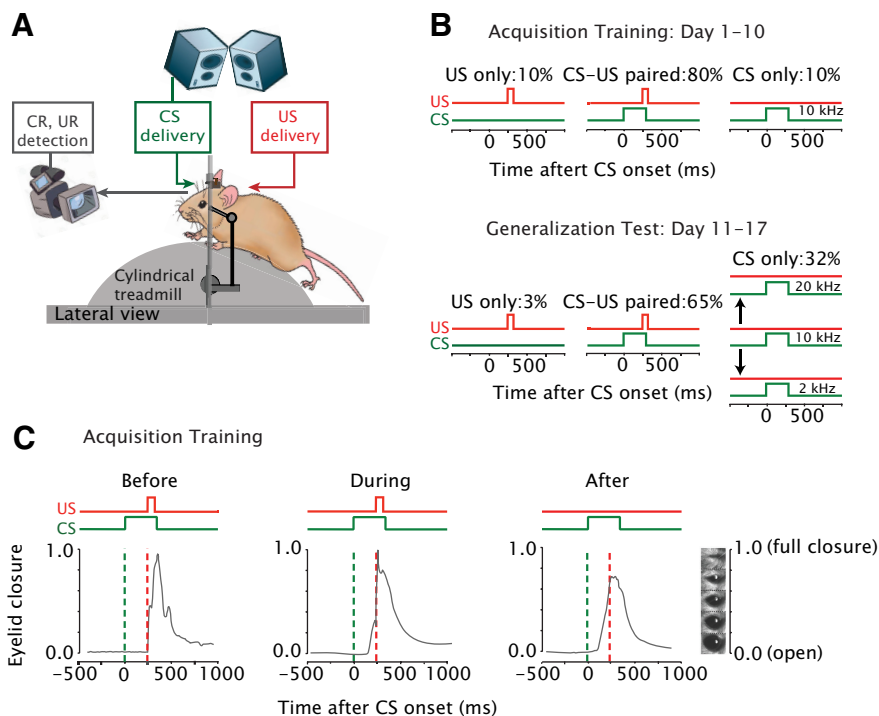 A
CR, UR
detection
CS
delivery
US
delivery
Cylindrical
treadmill
Lateral view
B
Acquisition Training: Day 1–10
US only:10% CS–US paired:80% CS only:10%
US
CS
10 kHz
0 500 0 500 0 500
Time aftert CS onset (ms)
Generalization Test: Day 11–17
CS only:32%
20 kHz
US only:3% CS–US paired:65%
US
CS
10 kHz
0 500 0 500
Time after CS onset (ms)
2 kHz
0 500
C
Acquisition Training
Before During After
US
CS
Eyelid closure
1.0 1.0 1.0 1.0 (full closure)
0.0 0.0 0.0 0.0 (open)
-500 0 500 1000 -500 0 500 1000 -500 0 500 1000
Time after CS onset (ms)